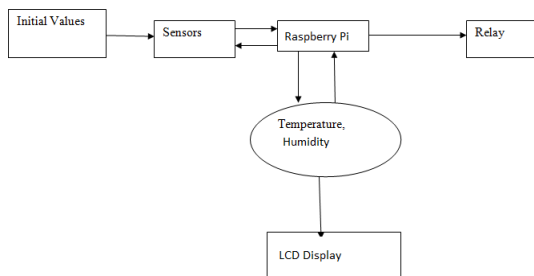 Initial Values
Sensors
Raspberry Pi
Relay
Temperature,
Humidity
LCD Display